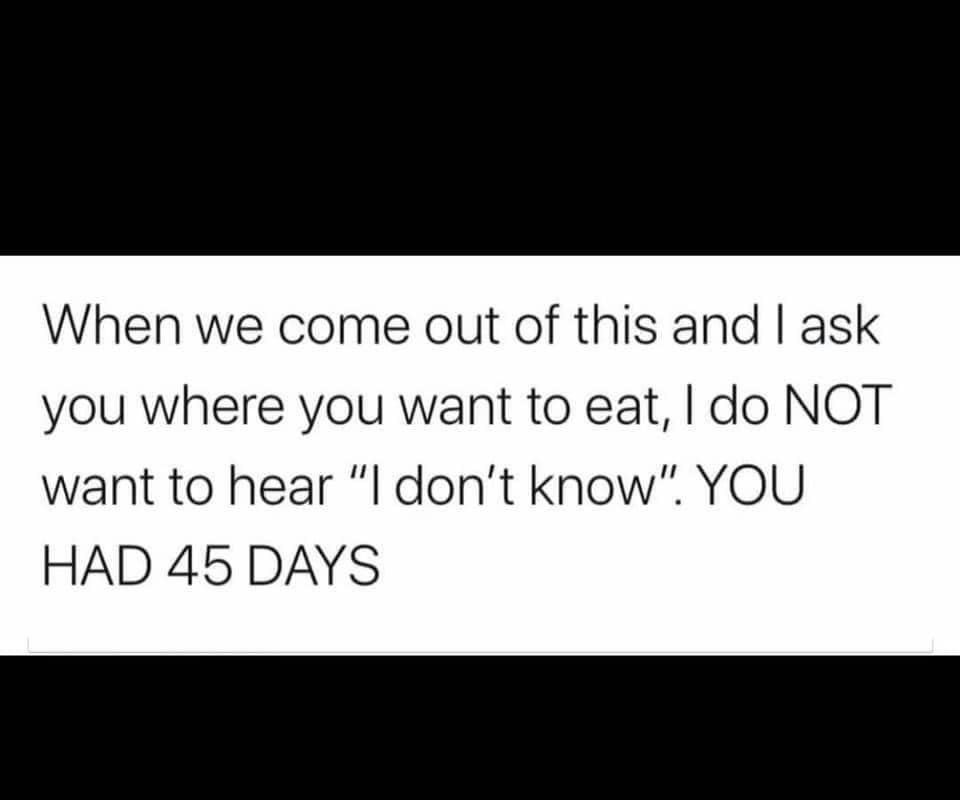 When we come out of this and I ask
you where you want to eat, I do NOT
want to hear "I don't know". YOU
HAD 45 DAYS